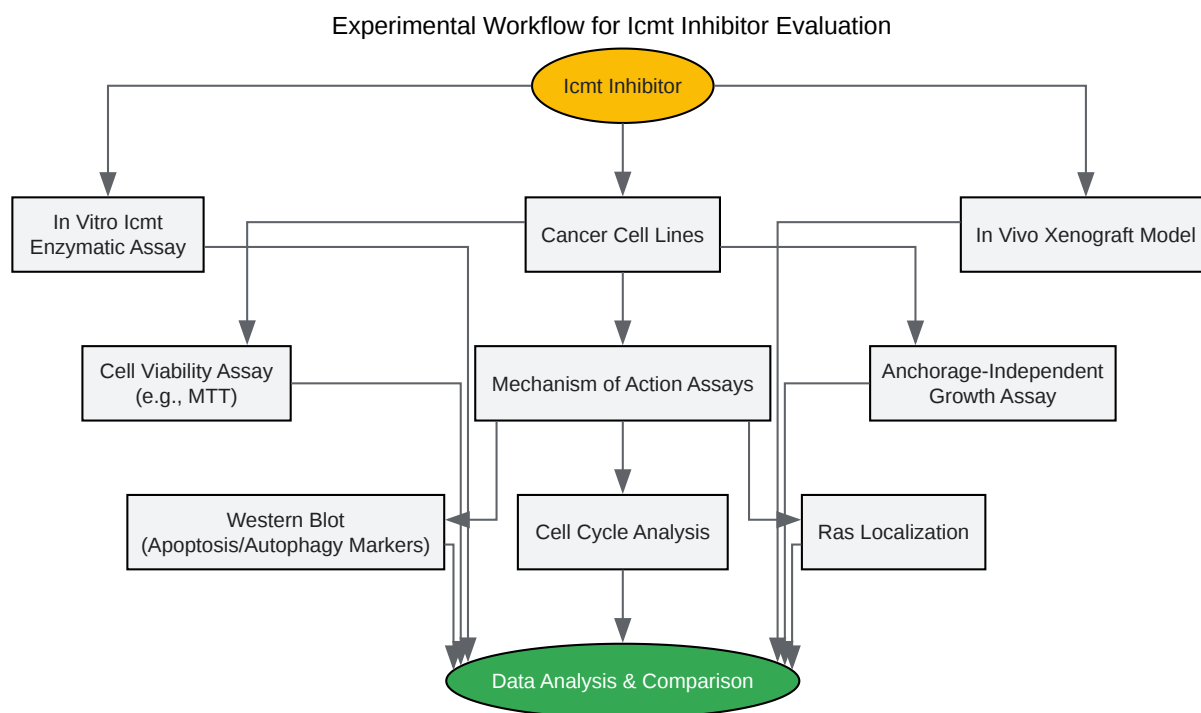 Experimental Workflow for Icmt Inhibitor Evaluation
Icmt Inhibitor
In Vitro Icmt
Enzymatic Assay
Cancer Cell Lines
In Vivo Xenograft Model
Cell Viability Assay
(e.g., MTT)
Mechanism of Action Assays
Anchorage-Independent
Growth Assay
Western Blot
(Apoptosis/Autophagy Markers)
Cell Cycle Analysis
Ras Localization
Data Analysis & Comparison